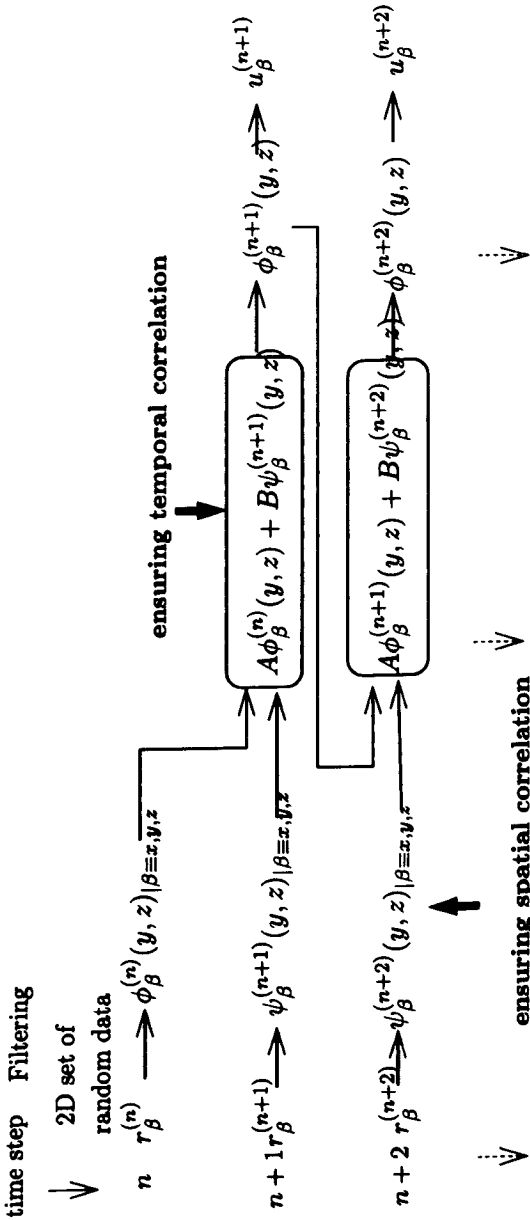 time step Filtering
2D set of
random data
n r_β^{(n)} ϕ_β^{(n)}(y, z)_{|β≡x,y,z}
ensuring temporal correlation
n + 1 r_β^{(n+1)} ψ_β^{(n+1)}(y, z)_{|β≡x,y,z} Aϕ_β^{(n)}(y, z) + Bψ_β^{(n+1)}(y, z) ϕ_β^{(n+1)}(y, z) u_β^{(n+1)}
n + 2 r_β^{(n+2)} ψ_β^{(n+2)}(y, z)_{|β≡x,y,z} Aϕ_β^{(n+1)}(y, z) + Bψ_β^{(n+2)}(y, z) ϕ_β^{(n+2)}(y, z) u_β^{(n+2)}
ensuring spatial correlation